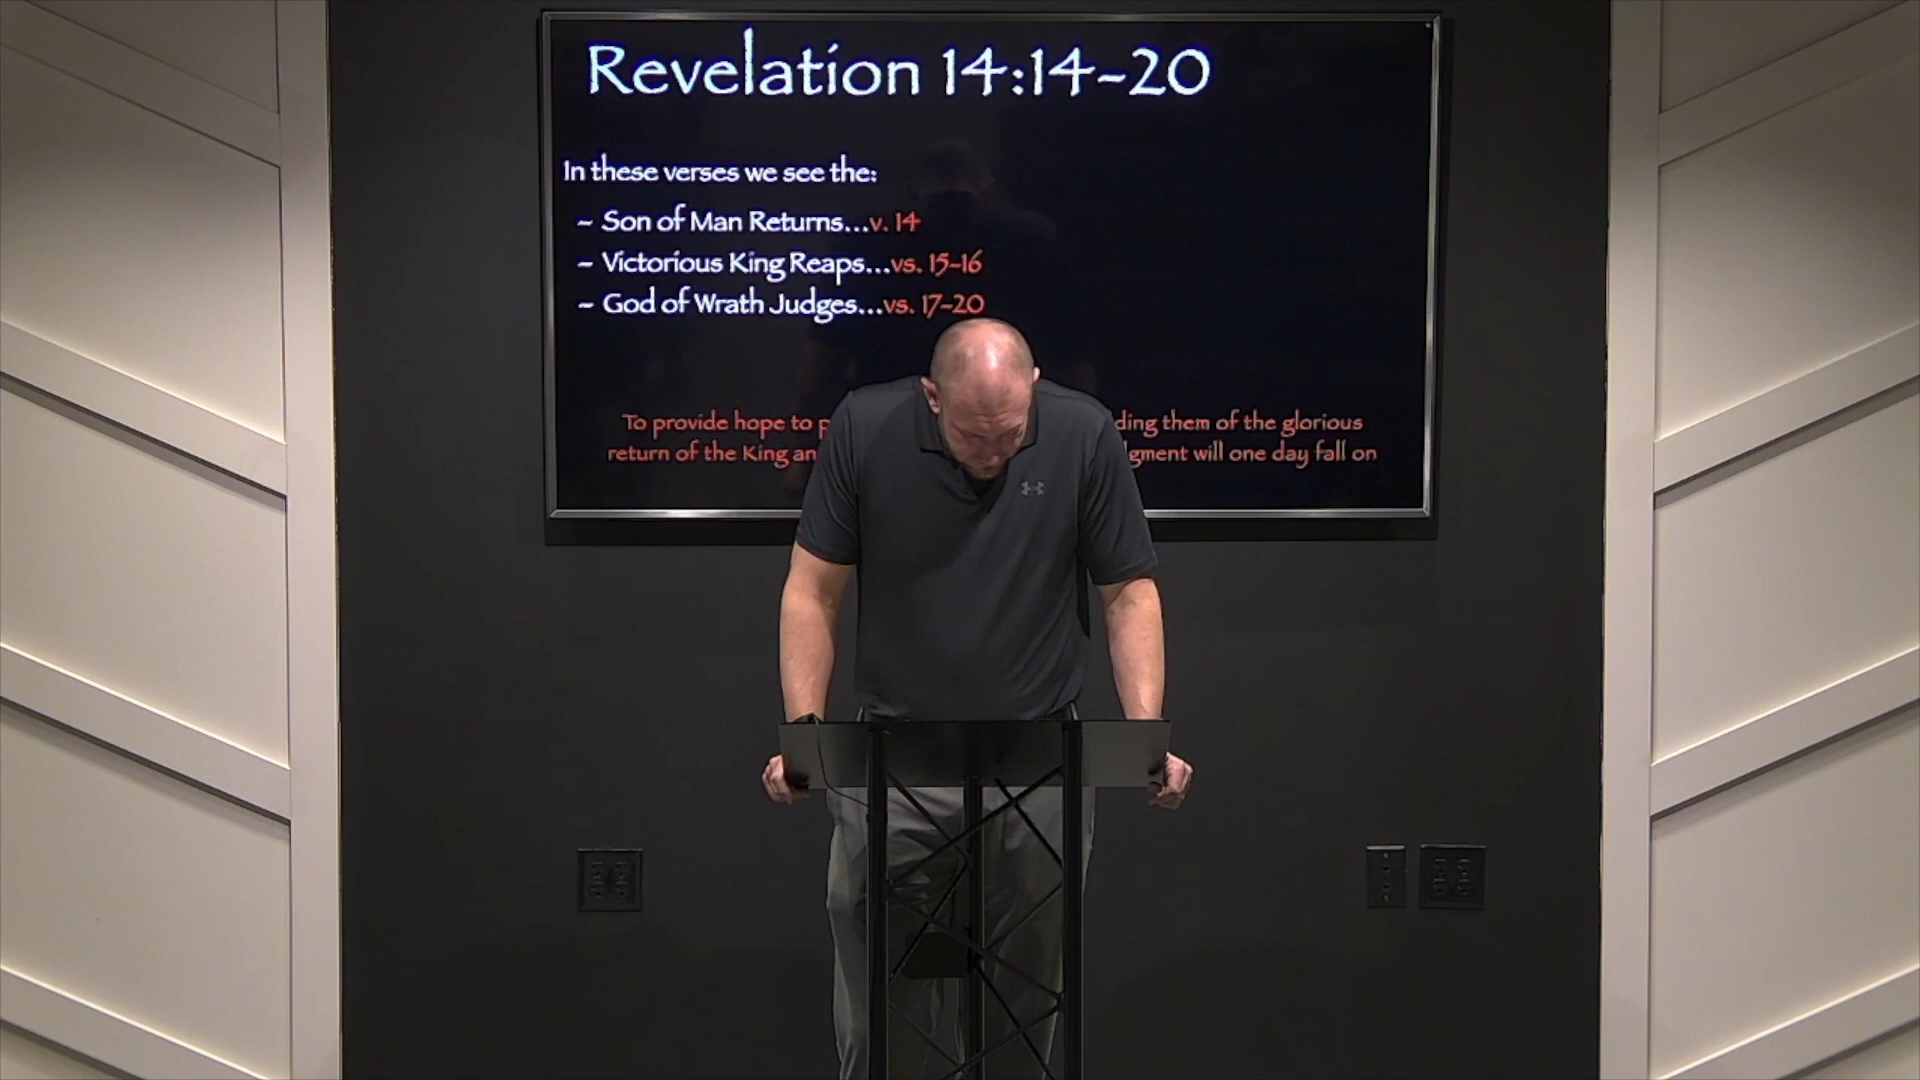 Revelation 14:14-20
In these verses we see the:
- Son of Man Returns...v. 14
- Victorious King Reaps...vs. 15-16
- God of Wrath Judges...vs. 17-20
To provide hope to ding them of the glorious
return of the King an gment will one day fall on